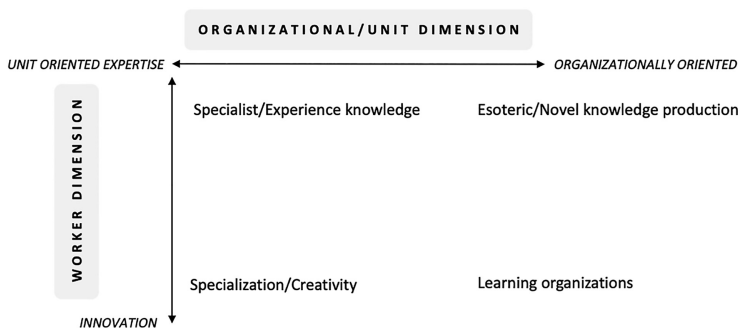 ORGANIZATIONAL/UNIT DIMENSION
UNIT ORIENTED EXPERTISE
ORGANIZATIONALLY ORIENTED
WORKER DIMENSION
Specialist/Experience knowledge
Esoteric/Novel knowledge production
Specialization/Creativity
Learning organizations
INNOVATION